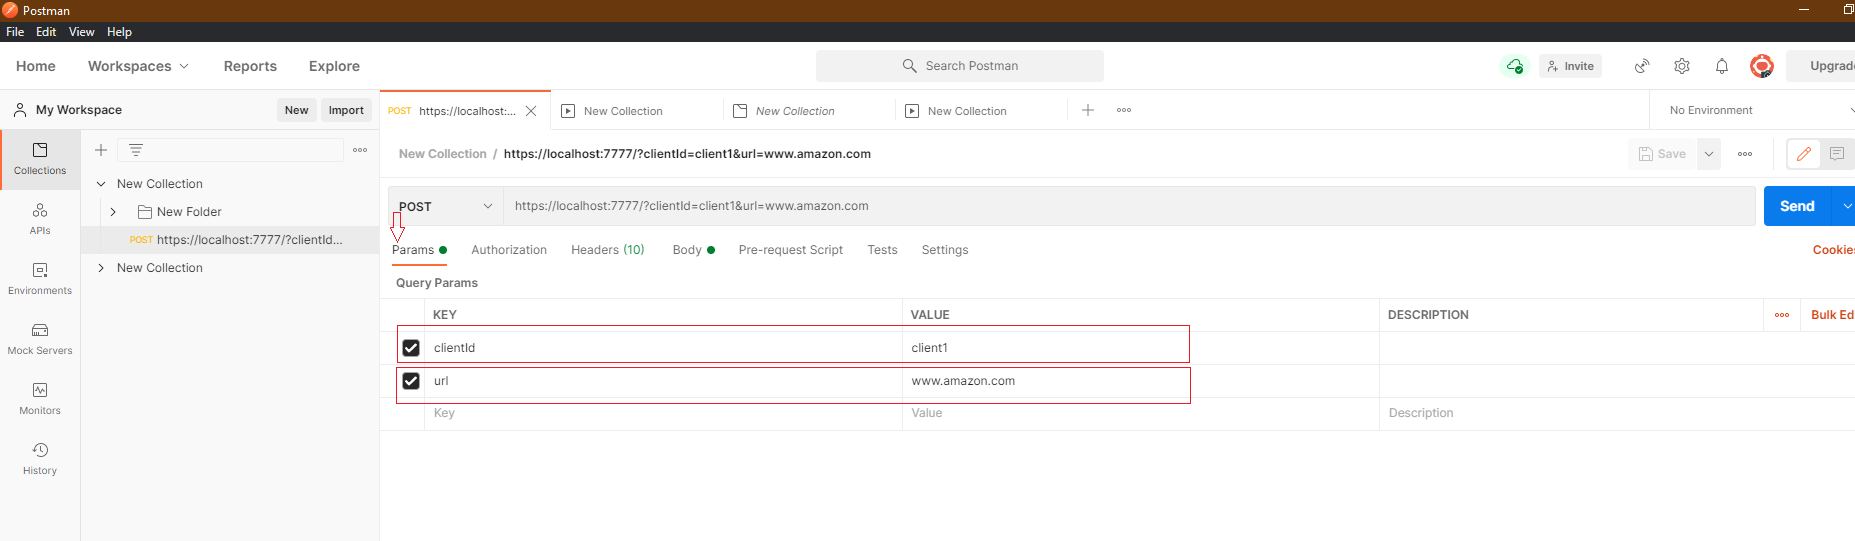 Postman
File Edit View Help
Home Workspaces Reports Explore Search Postman Invite Upgrade
My Workspace New Import
POST https://localhost:... New Collection New Collection New Collection No Environment
Collections
APIs
Environments
Mock Servers
Monitors
History
New Collection
New Folder
POST https://localhost:7777/?clientId...
New Collection
New Collection / https://localhost:7777/?clientId=client1&url=www.amazon.com Save
POST https://localhost:7777/?clientId=client1&url=www.amazon.com Send
Params Authorization Headers (10) Body Pre-request Script Tests Settings Cookies
Query Params
KEY VALUE DESCRIPTION Bulk Ed
clientId client1
url www.amazon.com
Key Value Description